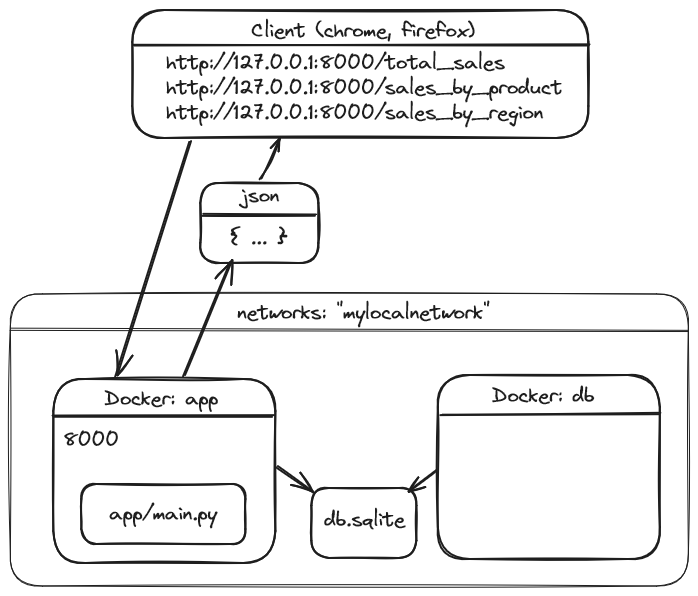 Client (chrome, firefox)
http://127.0.0.1:8000/total_sales
http://127.0.0.1:8000/sales_by_product
http://127.0.0.1:8000/sales_by_region
json
{ ... }
networks: "mylocalnetwork"
Docker: app
8000
app/main.py
Docker: db
db.sqlite